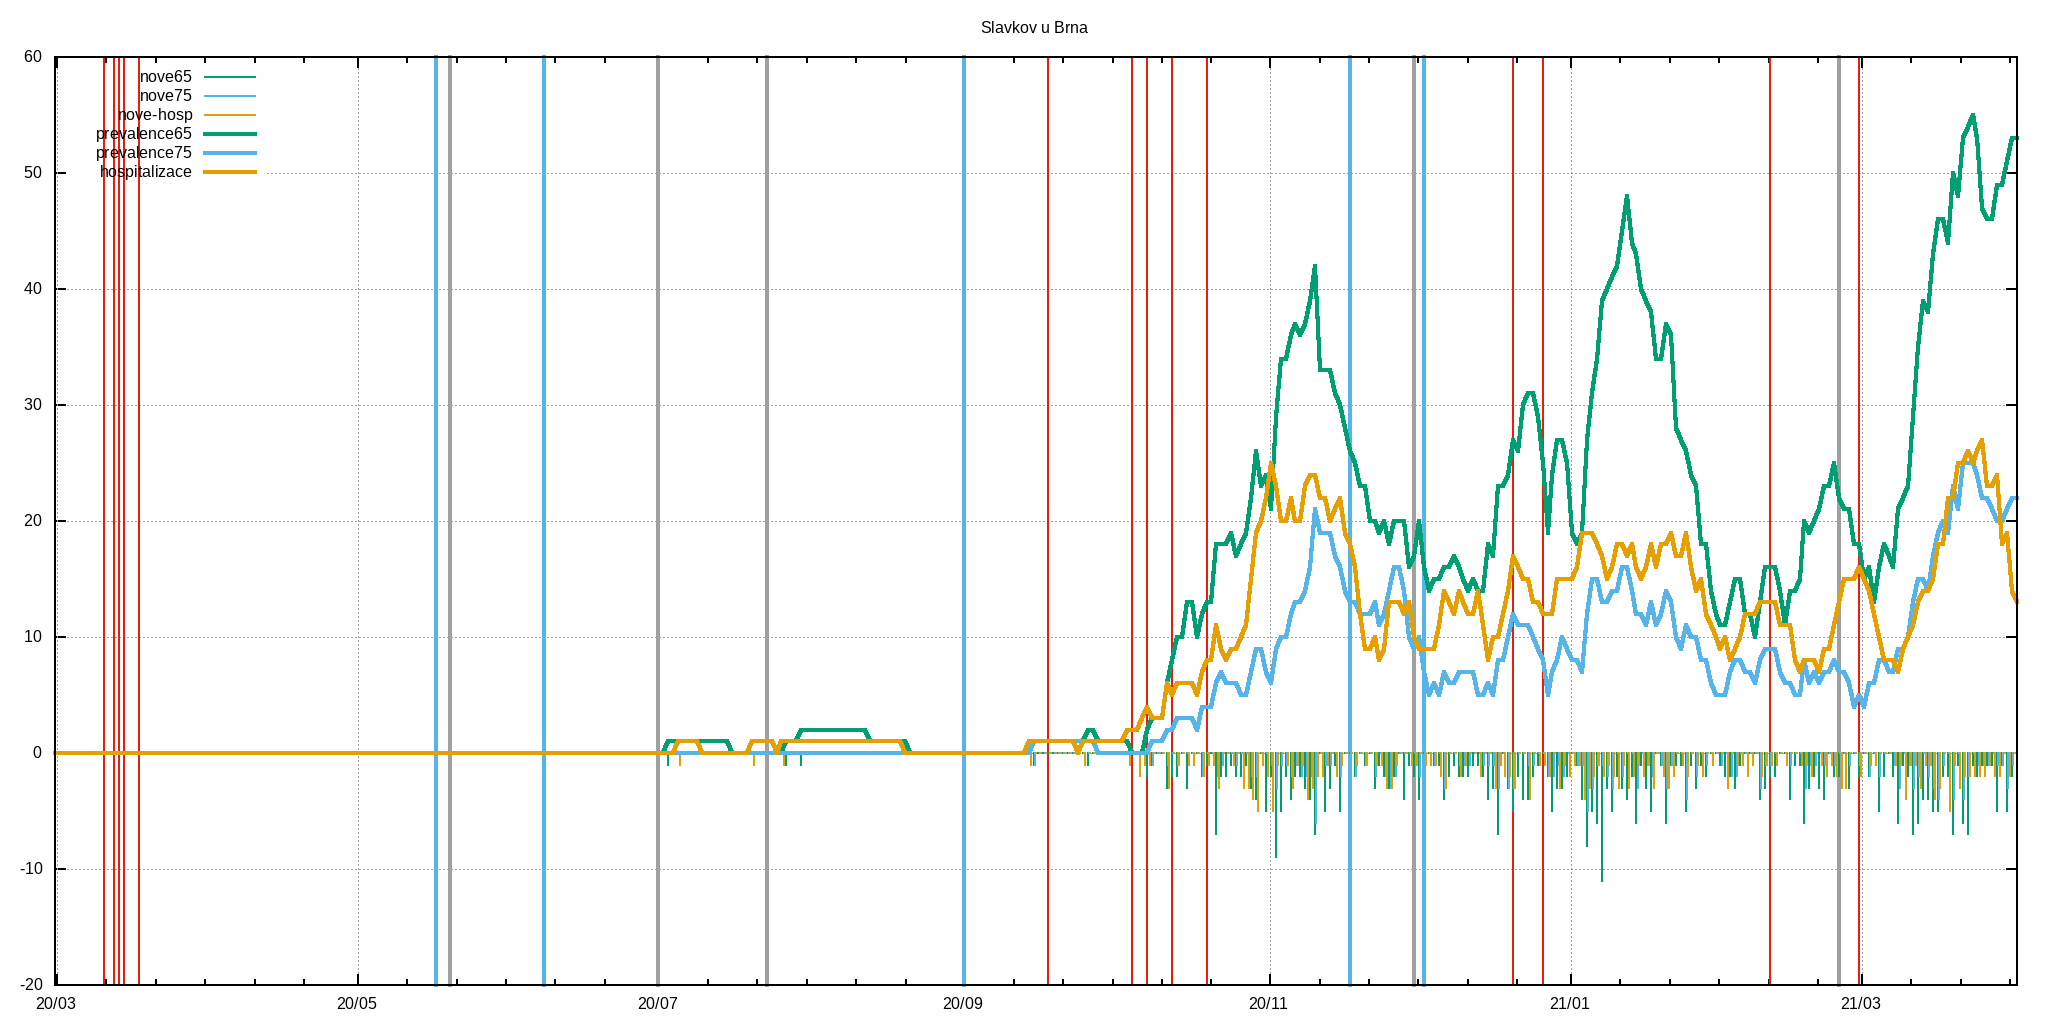 Slavkov u Brna
60
50
40
30
20
10
0
-10
-20
nove65
nove75
nove-hosp
prevalence65
prevalence75
hospitalizace
20/03 20/05 20/07 20/09 20/11 21/01 21/03